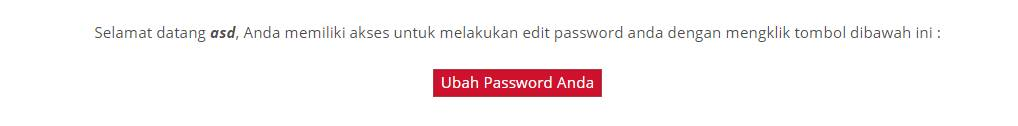 Selamat datang asd, Anda memiliki akses untuk melakukan edit password anda dengan mengklik tombol dibawah ini :
Ubah Password Anda